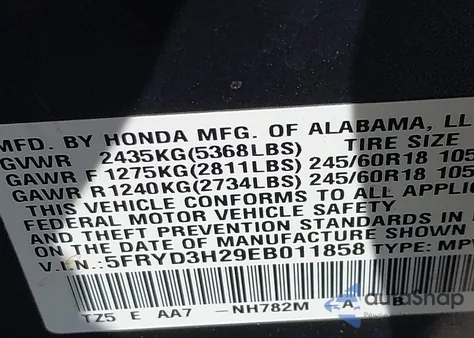 MFD. BY HONDA MFG. OF ALABAMA, LL
GVWR 2435KG(5368LBS) TIRE SIZE
GAWR F 1275KG(2811LBS) 245/60R18 105
GAWR R1240KG(2734LBS) 245/60R18 105
THIS VEHICLE CONFORMS TO ALL APPLI
FEDERAL MOTOR VEHICLE SAFETY
AND THEFT PREVENTION STANDARDS IN
ON THE DATE OF MANUFACTURE SHOWN
V.I.N.:5FRYD3H29EB011858 TYPE: MP
TZ5 E AA7 -NH782M A
autoSnap